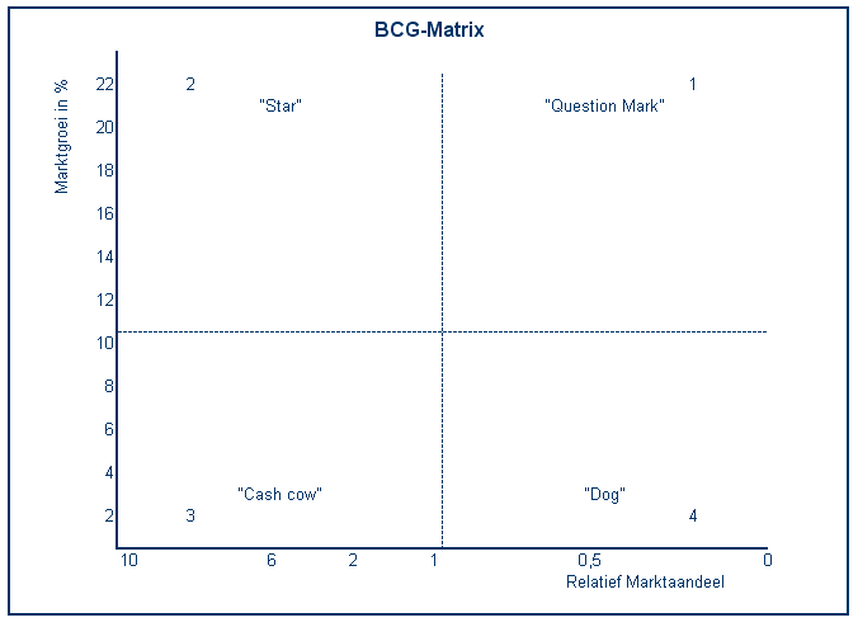 BCG-Matrix
Marktgroei in %
22
2
1
"Star"
"Question Mark"
20
18
16
14
12
10
8
6
4
"Cash cow"
"Dog"
2
3
4
10 6 2 1 0,5 0
Relatief Marktaandeel